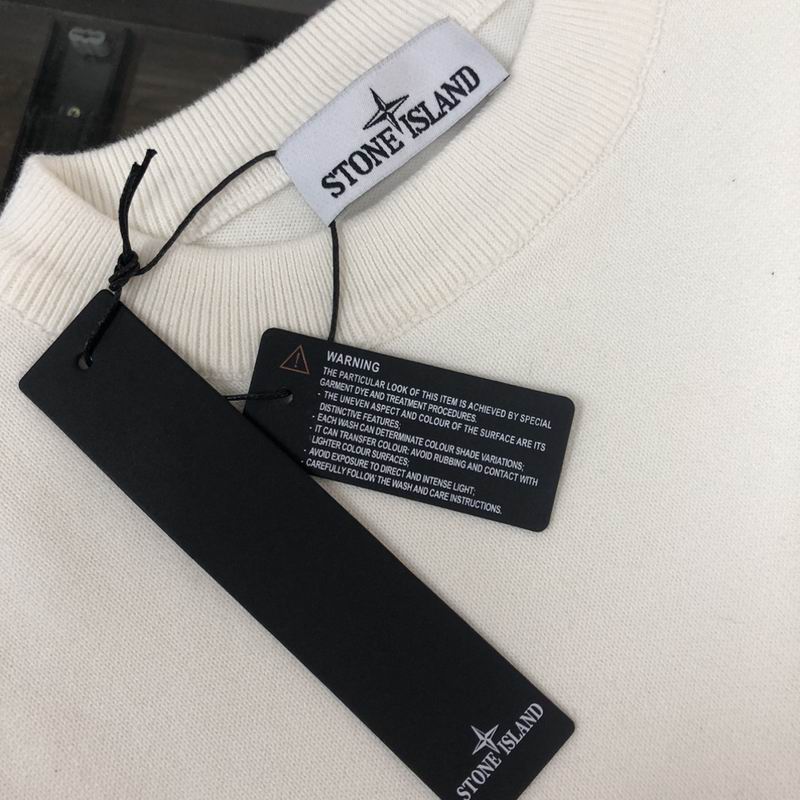 STONE ISLAND
WARNING
THE PARTICULAR LOOK OF THIS ITEM IS ACHIEVED BY SPECIAL
GARMENT DYE AND TREATMENT PROCEDURES.
- THE UNEVEN ASPECT AND COLOUR OF THE SURFACE ARE ITS
DISTINCTIVE FEATURES;
- EACH WASH CAN DETERMINATE COLOUR SHADE VARIATIONS;
- IT CAN TRANSFER COLOUR: AVOID RUBBING AND CONTACT WITH
LIGHTER COLOUR SURFACES;
- AVOID EXPOSURE TO DIRECT AND INTENSE LIGHT;
- CAREFULLY FOLLOW THE WASH AND CARE INSTRUCTIONS.
STONE ISLAND